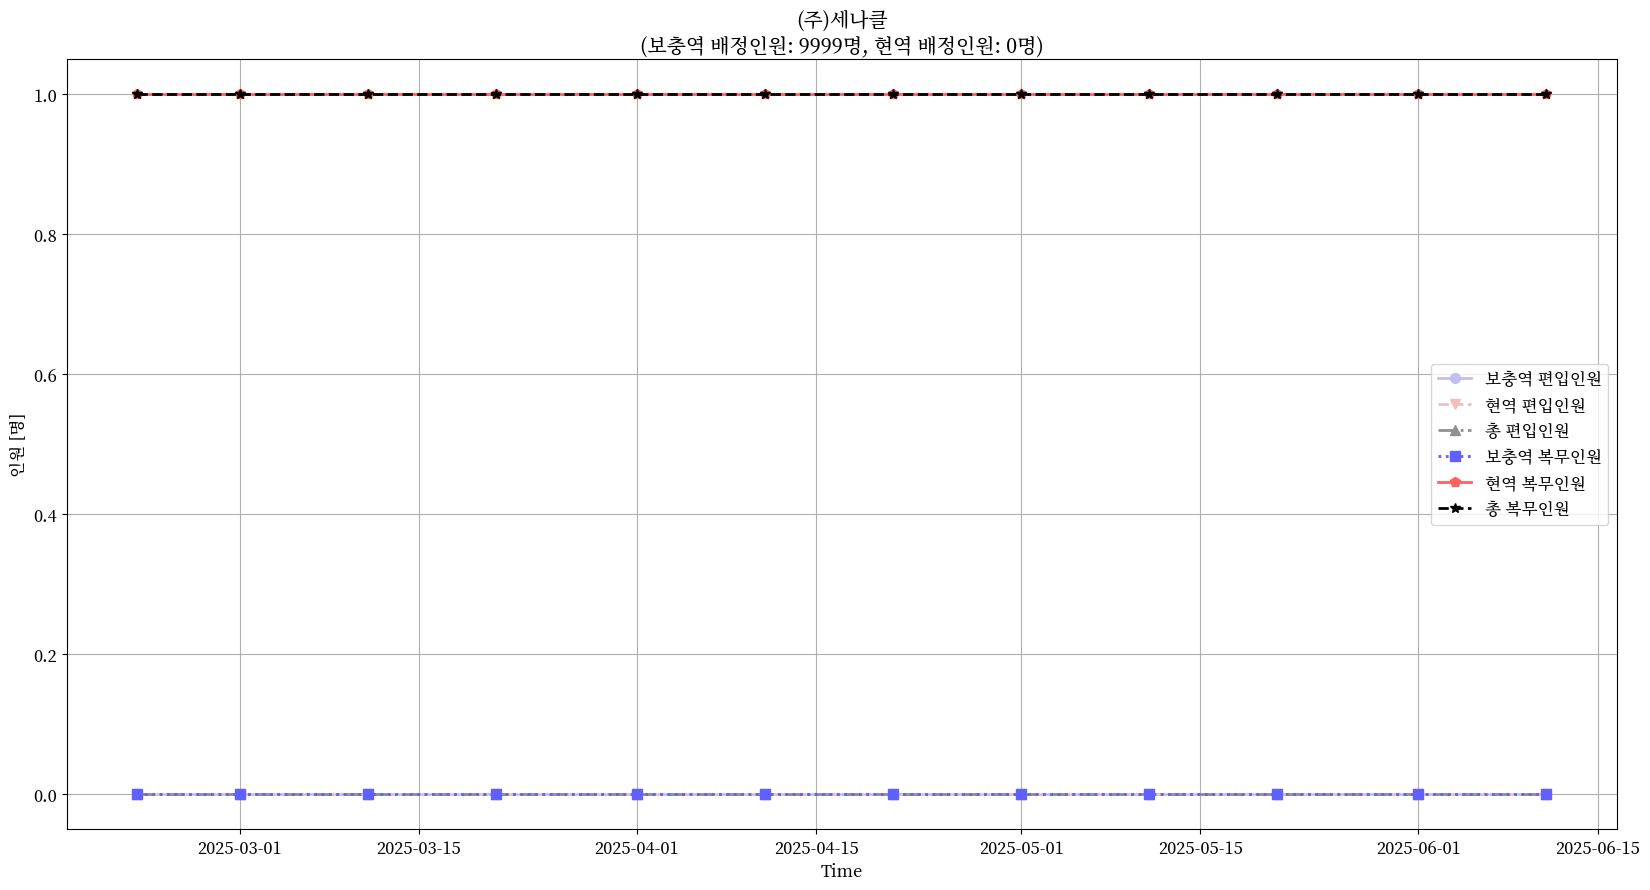 (주)세나클
(보충역 배정인원: 9999명, 현역 배정인원: 0명)
인원 [명]
1.0
0.8
0.6
0.4
0.2
0.0
보충역 편입인원
현역 편입인원
총 편입인원
보충역 복무인원
현역 복무인원
총 복무인원
2025-03-01
2025-03-15
2025-04-01
2025-04-15
2025-05-01
2025-05-15
2025-06-01
2025-06-15
Time